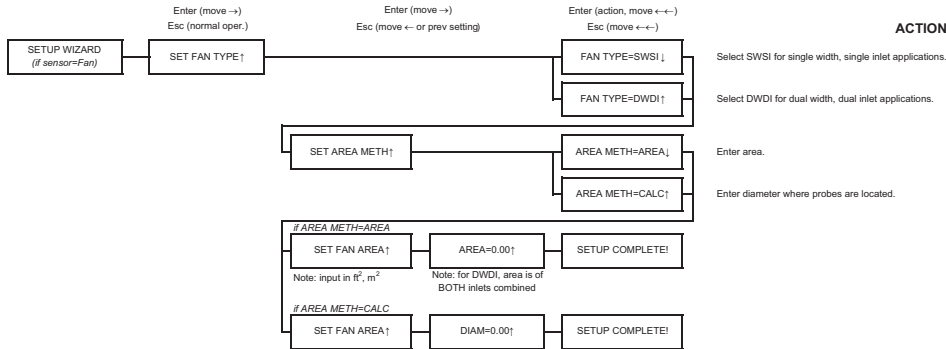 Enter (move →)
Esc (normal oper.)
Enter (move →)
Esc (move ← or prev setting)
Enter (action, move ←←)
Esc (move ←←)
ACTION
SETUP WIZARD
(if sensor=Fan)
SET FAN TYPE↑
FAN TYPE=SWSI↓
Select SWSI for single width, single inlet applications.
FAN TYPE=DWDI↑
Select DWDI for dual width, dual inlet applications.
SET AREA METH↑
AREA METH=AREA↓
Enter area.
AREA METH=CALC↑
Enter diameter where probes are located.
if AREA METH=AREA
SET FAN AREA↑
AREA=0.00↑
SETUP COMPLETE!
Note: input in ft², m²
Note: for DWDI, area is of
BOTH inlets combined
if AREA METH=CALC
SET FAN AREA↑
DIAM=0.00↑
SETUP COMPLETE!